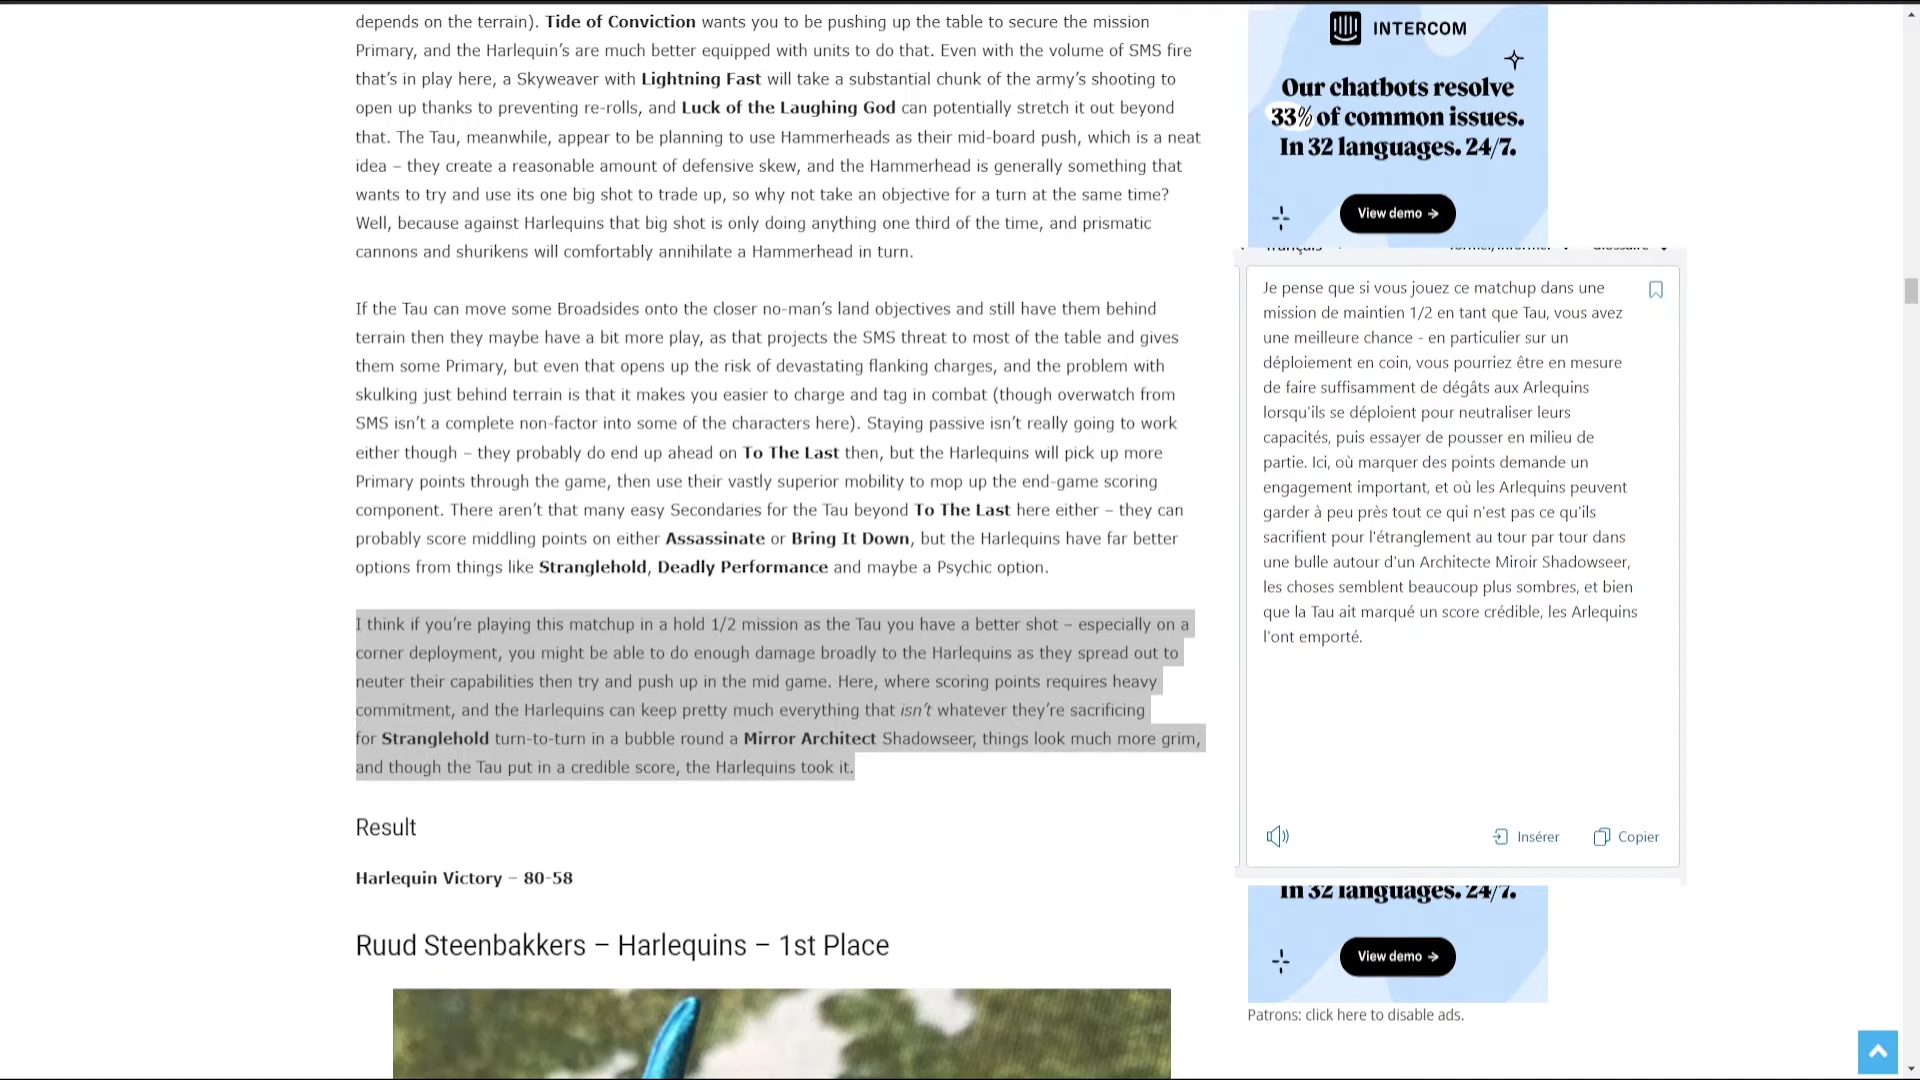 depends on the terrain). Tide of Conviction wants you to be pushing up the table to secure the mission
Primary, and the Harlequin’s are much better equipped with units to do that. Even with the volume of SMS fire
that’s in play here, a Skyweaver with Lightning Fast will take a substantial chunk of the army’s shooting to
open up thanks to preventing re-rolls, and Luck of the Laughing God can potentially stretch it out beyond
that. The Tau, meanwhile, appear to be planning to use Hammerheads as their mid-board push, which is a neat
idea – they create a reasonable amount of defensive skew, and the Hammerhead is generally something that
wants to try and use its one big shot to trade up, so why not take an objective for a turn at the same time?
Well, because against Harlequins that big shot is only doing anything one third of the time, and prismatic
cannons and shurikens will comfortably annihilate a Hammerhead in turn.
If the Tau can move some Broadsides onto the closer no-man’s land objectives and still have them behind
terrain then they maybe have a bit more play, as that projects the SMS threat to most of the table and gives
them some Primary, but even that opens up the risk of devastating flanking charges, and the problem with
skulking just behind terrain is that it makes you easier to charge and tag in combat (though overwatch from
SMS isn’t a complete non-factor into some of the characters here). Staying passive isn’t really going to work
either though – they probably do end up ahead on To The Last then, but the Harlequins will pick up more
Primary points through the game, then use their vastly superior mobility to mop up the end-game scoring
component. There aren’t that many easy Secondaries for the Tau beyond To The Last here either – they can
probably score middling points on either Assassinate or Bring It Down, but the Harlequins have far better
options from things like Stranglehold, Deadly Performance and maybe a Psychic option.
I think if you’re playing this matchup in a hold 1/2 mission as the Tau you have a better shot – especially on a
corner deployment, you might be able to do enough damage broadly to the Harlequins as they spread out to
neuter their capabilities then try and push up in the mid game. Here, where scoring points requires heavy
commitment, and the Harlequins can keep pretty much everything that isn’t whatever they’re sacrificing
for Stranglehold turn-to-turn in a bubble round a Mirror Architect Shadowseer, things look much more grim,
and though the Tau put in a credible score, the Harlequins took it.
Result
Harlequin Victory – 80-58
Ruud Steenbakkers – Harlequins – 1st Place
INTERCOM
Our chatbots resolve
33% of common issues.
In 32 languages. 24/7.
View demo →
français
Glossaire
Je pense que si vous jouez ce matchup dans une
mission de maintien 1/2 en tant que Tau, vous avez
une meilleure chance - en particulier sur un
déploiement en coin, vous pourriez être en mesure
de faire suffisamment de dégâts aux Arlequins
lorsqu'ils se déploient pour neutraliser leurs
capacités, puis essayer de pousser en milieu de
partie. Ici, où marquer des points demande un
engagement important, et où les Arlequins peuvent
garder à peu près tout ce qui n'est pas ce qu'ils
sacrifient pour l'étranglement au tour par tour dans
une bulle autour d'un Architecte Miroir Shadowseer,
les choses semblent beaucoup plus sombres, et bien
que la Tau ait marqué un score crédible, les Arlequins
l'ont emporté.
Insérer
Copier
In 32 languages. 24/7.
View demo →
Patrons: click here to disable ads.